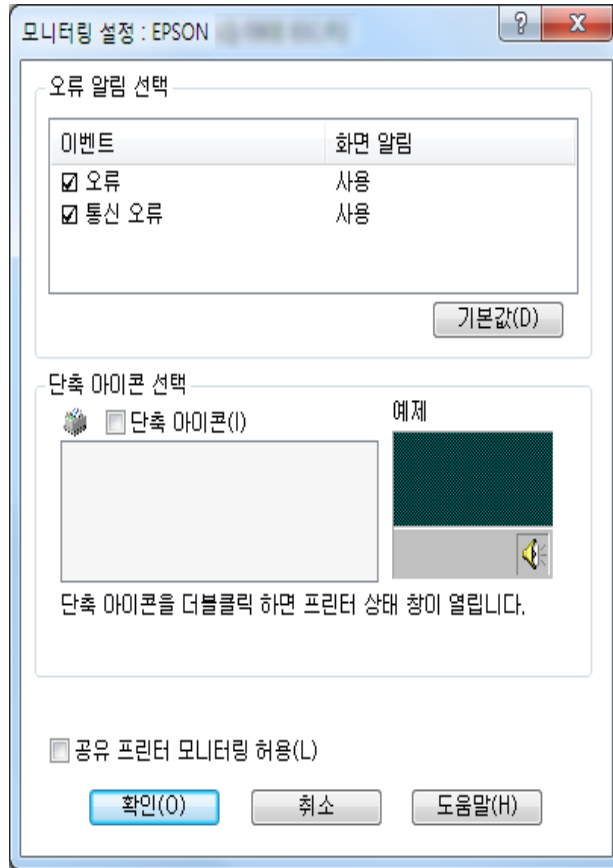 모니터링 설정 : EPSON
오류 알림 선택
이벤트 화면 알림
오류 사용
통신 오류 사용
기본값(D)
단축 아이콘 선택
단축 아이콘(I)
예제
단축 아이콘을 더블클릭 하면 프린터 상태 창이 열립니다.
공유 프린터 모니터링 허용(L)
확인(O) 취소 도움말(H)